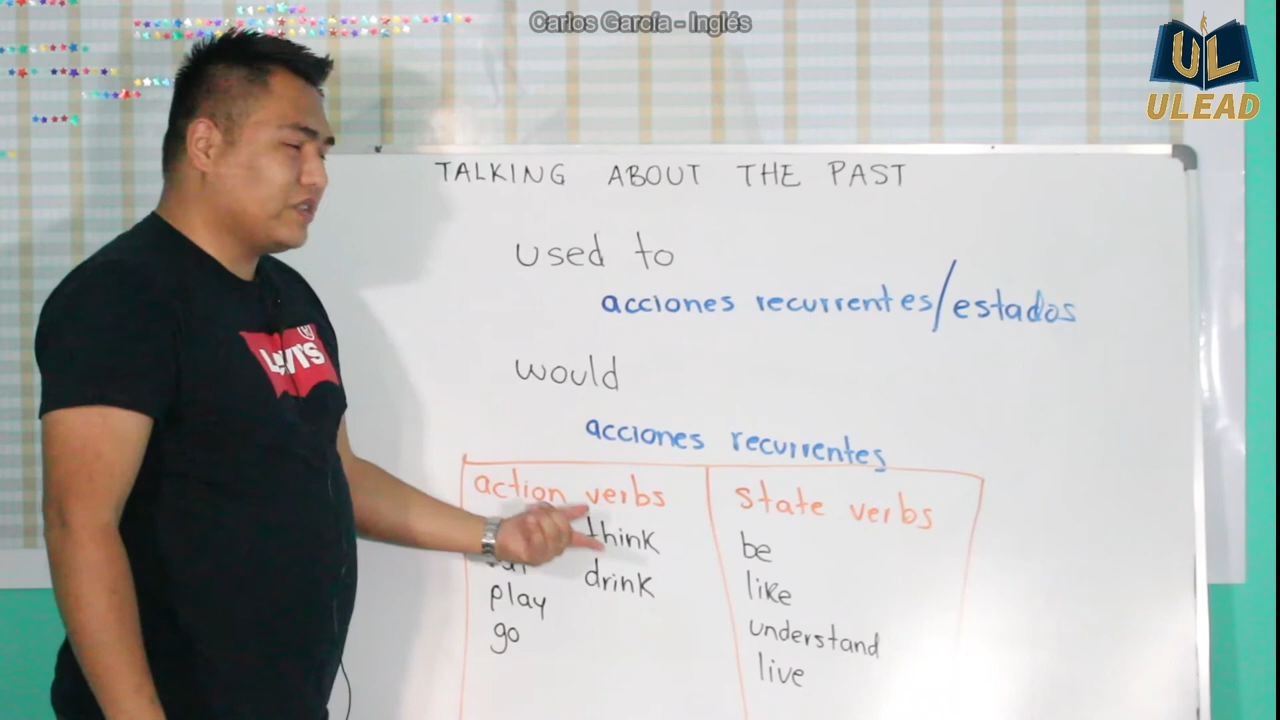 Carlos García - Inglés
UL
ULEAD
TALKING ABOUT THE PAST
used to
acciones recurrentes/estados
would
acciones recurrentes
action verbs
think
drink
play
go
state verbs
be
like
understand
live
LEVI'S